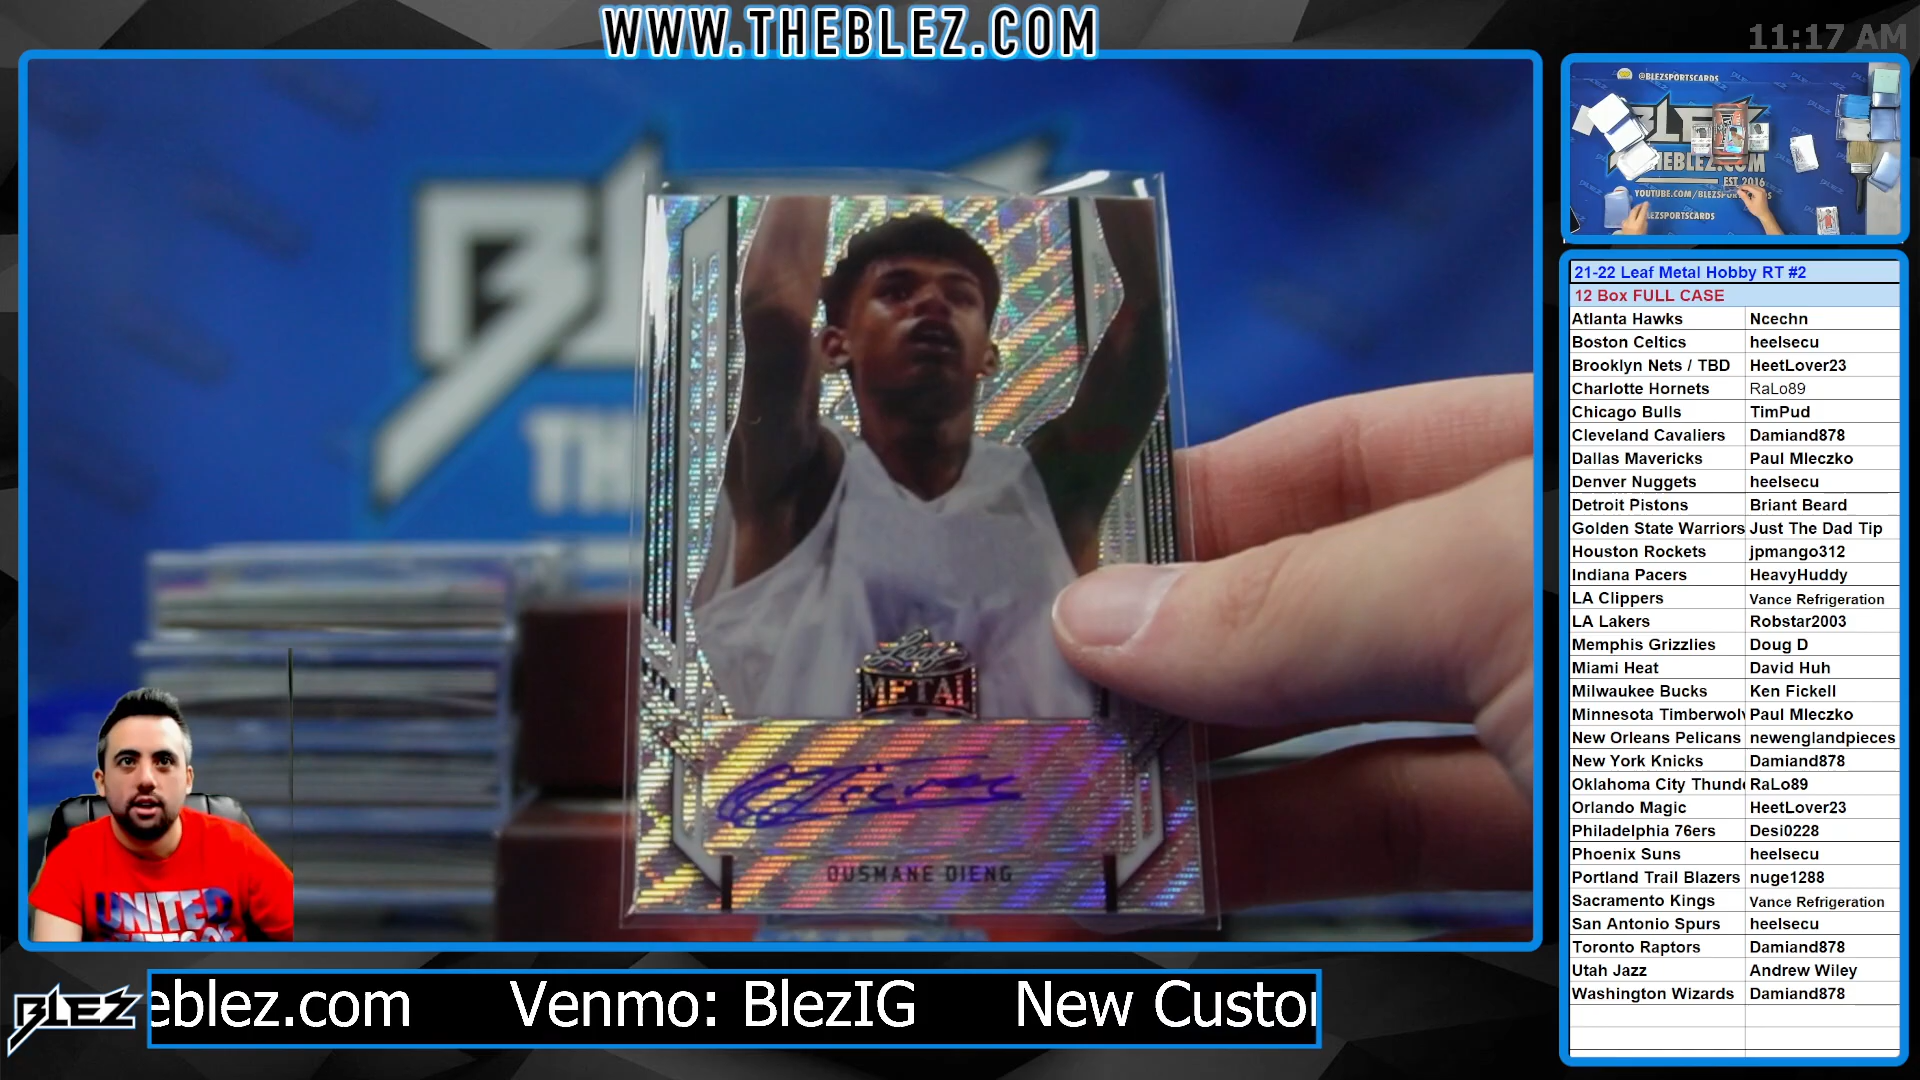 WWW.THEBLEZ.COM
11:17 AM
@BLEZSPORTSCARDS
THEBLEZ.COM
EST 2016
21-22 Leaf Metal Hobby RT #2
12 Box FULL CASE
Atlanta Hawks Ncechn
Boston Celtics heelsecu
Brooklyn Nets / TBD HeetLover23
Charlotte Hornets RaLo89
Chicago Bulls TimPud
Cleveland Cavaliers Damiand878
Dallas Mavericks Paul Mleczko
Denver Nuggets heelsecu
Detroit Pistons Briant Beard
Golden State Warriors Just The Dad Tip
Houston Rockets jpmango312
Indiana Pacers HeavyHuddy
LA Clippers Vance Refrigeration
LA Lakers Robstar2003
Memphis Grizzlies Doug D
Miami Heat David Huh
Milwaukee Bucks Ken Fickell
Minnesota Timberwolv Paul Mleczko
New Orleans Pelicans newenglandpieces
New York Knicks Damiand878
Oklahoma City Thunde RaLo89
Orlando Magic HeetLover23
Philadelphia 76ers Desi0228
Phoenix Suns heelsecu
Portland Trail Blazers nuge1288
Sacramento Kings Vance Refrigeration
San Antonio Spurs heelsecu
Toronto Raptors Damiand878
Utah Jazz Andrew Wiley
Washington Wizards Damiand878
Leaf
METAL
OUSMANE DIENG
UNITED
STATES OF
BLEZ
eblez.com Venmo: BlezIG New Custo